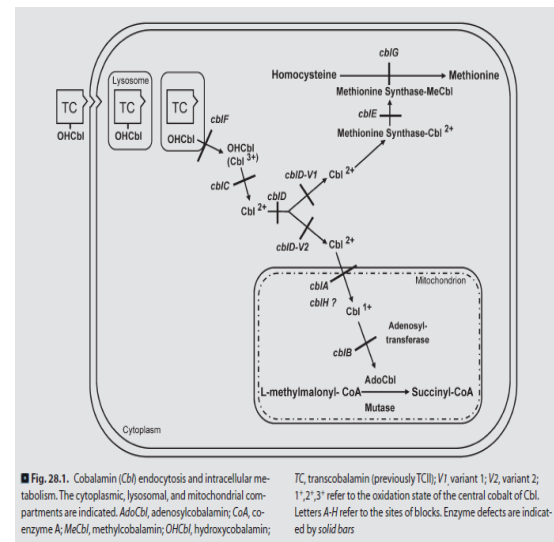 cblG
Homocysteine Methionine
Methionine Synthase-MeCbl
cblE
Methionine Synthase-Cbl 2+
Lysosome
TC TC TC
OHCbl OHCbl OHCbl
cblF
OHCbl
(Cbl 3+)
cblC
Cbl 2+
cblD
cblD-V1
Cbl 2+
cblD-V2
Cbl 2+
Mitochondrion
cblA
cblH ?
Cbl 1+
Adenosyl-
transferase
cblB
AdoCbl
L-methylmalonyl- CoA Succinyl-CoA
Mutase
Cytoplasm
Fig. 28.1. Cobalamin (Cbl) endocytosis and intracellular me-
tabolism. The cytoplasmic, lysosomal, and mitochondrial com-
partments are indicated. AdoCbl, adenosylcobalamin; CoA, co-
enzyme A; MeCbl, methylcobalamin; OHCbl, hydroxycobalamin;
TC, transcobalamin (previously TCII); V1, variant 1; V2, variant 2;
1+,2+,3+ refer to the oxidation state of the central cobalt of Cbl.
Letters A-H refer to the sites of blocks. Enzyme defects are indicat-
ed by solid bars